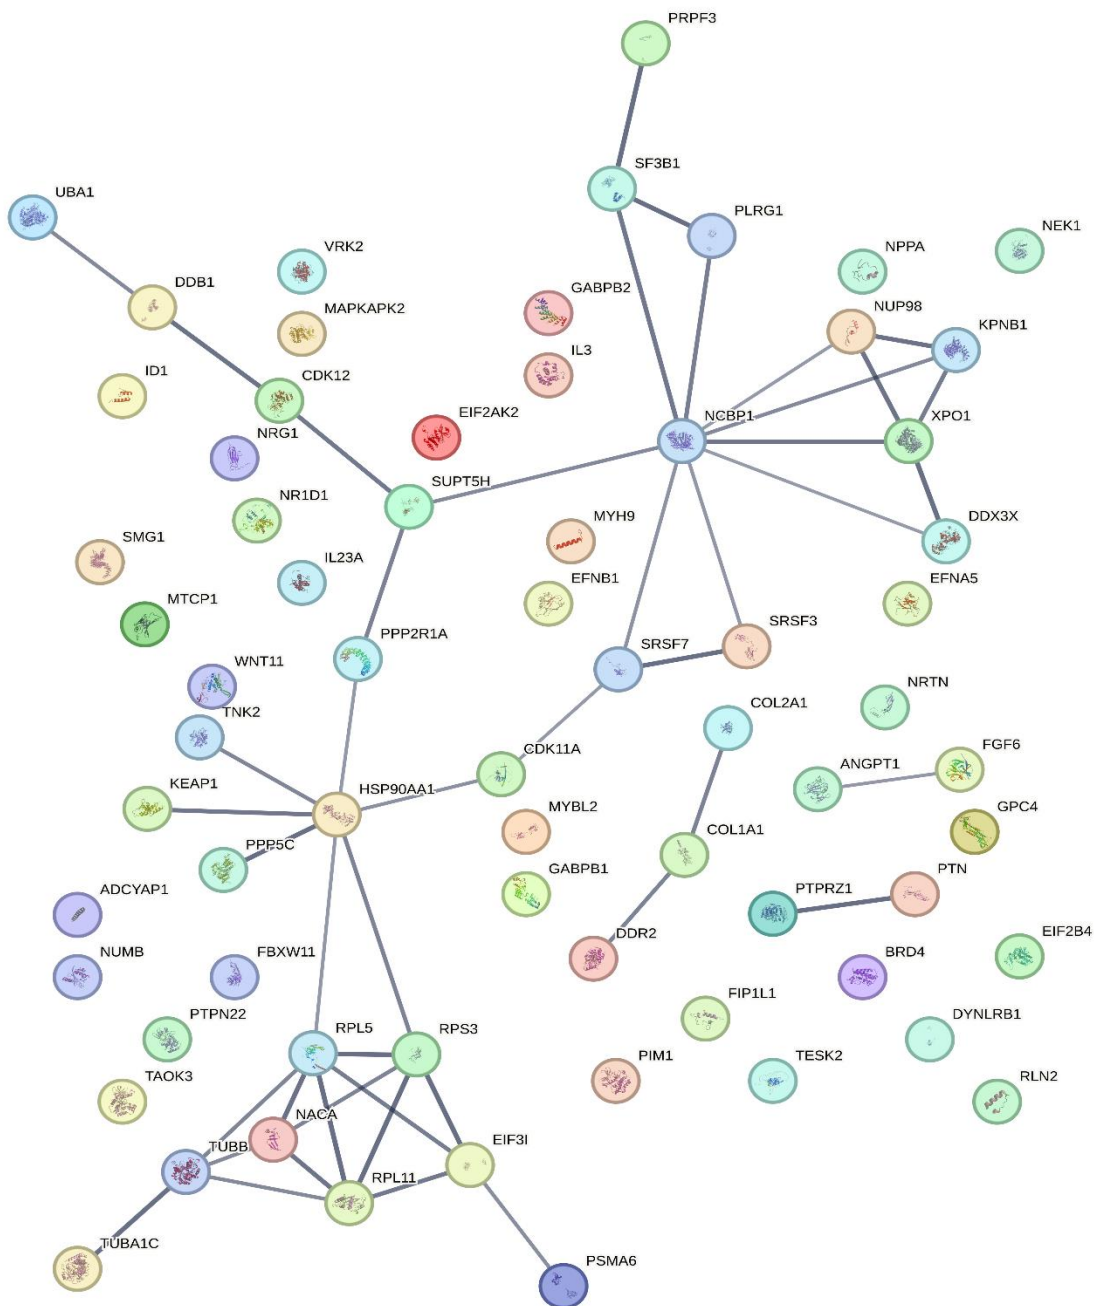 PRPF3
SF3B1
UBA1
PLRG1
NEK1
VRK2
NPPA
DDB1
GABPB2
MAPKAPK2
NUP98
KPNB1
IL3
ID1
CDK12
EIF2AK2
NCBP1
XPO1
NRG1
SUPT5H
NR1D1
MYH9
DDX3X
SMG1
IL23A
EFNB1
EFNA5
MTCP1
PPP2R1A
SRSF7
SRSF3
WNT11
NRTN
COL2A1
TNK2
CDK11A
ANGPT1
FGF6
KEAP1
HSP90AA1
MYBL2
GPC4
COL1A1
PPP5C
GABPB1
PTN
ADCYAP1
PTPRZ1
DDR2
EIF2B4
NUMB
FBXW11
BRD4
FIP1L1
PTPN22
RPL5
RPS3
DYNLRB1
PIM1
TESK2
RLN2
TAOK3
NACA
TUBB
EIF3I
RPL11
TUBA1C
PSMA6